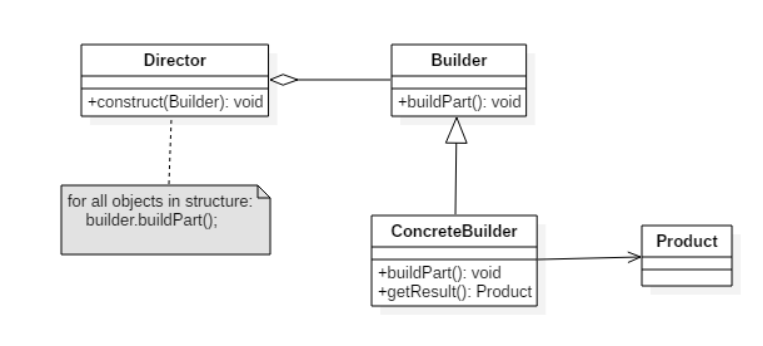 Director
+construct(Builder): void
Builder
+buildPart(): void
for all objects in structure:
builder.buildPart();
ConcreteBuilder
+buildPart(): void
+getResult(): Product
Product